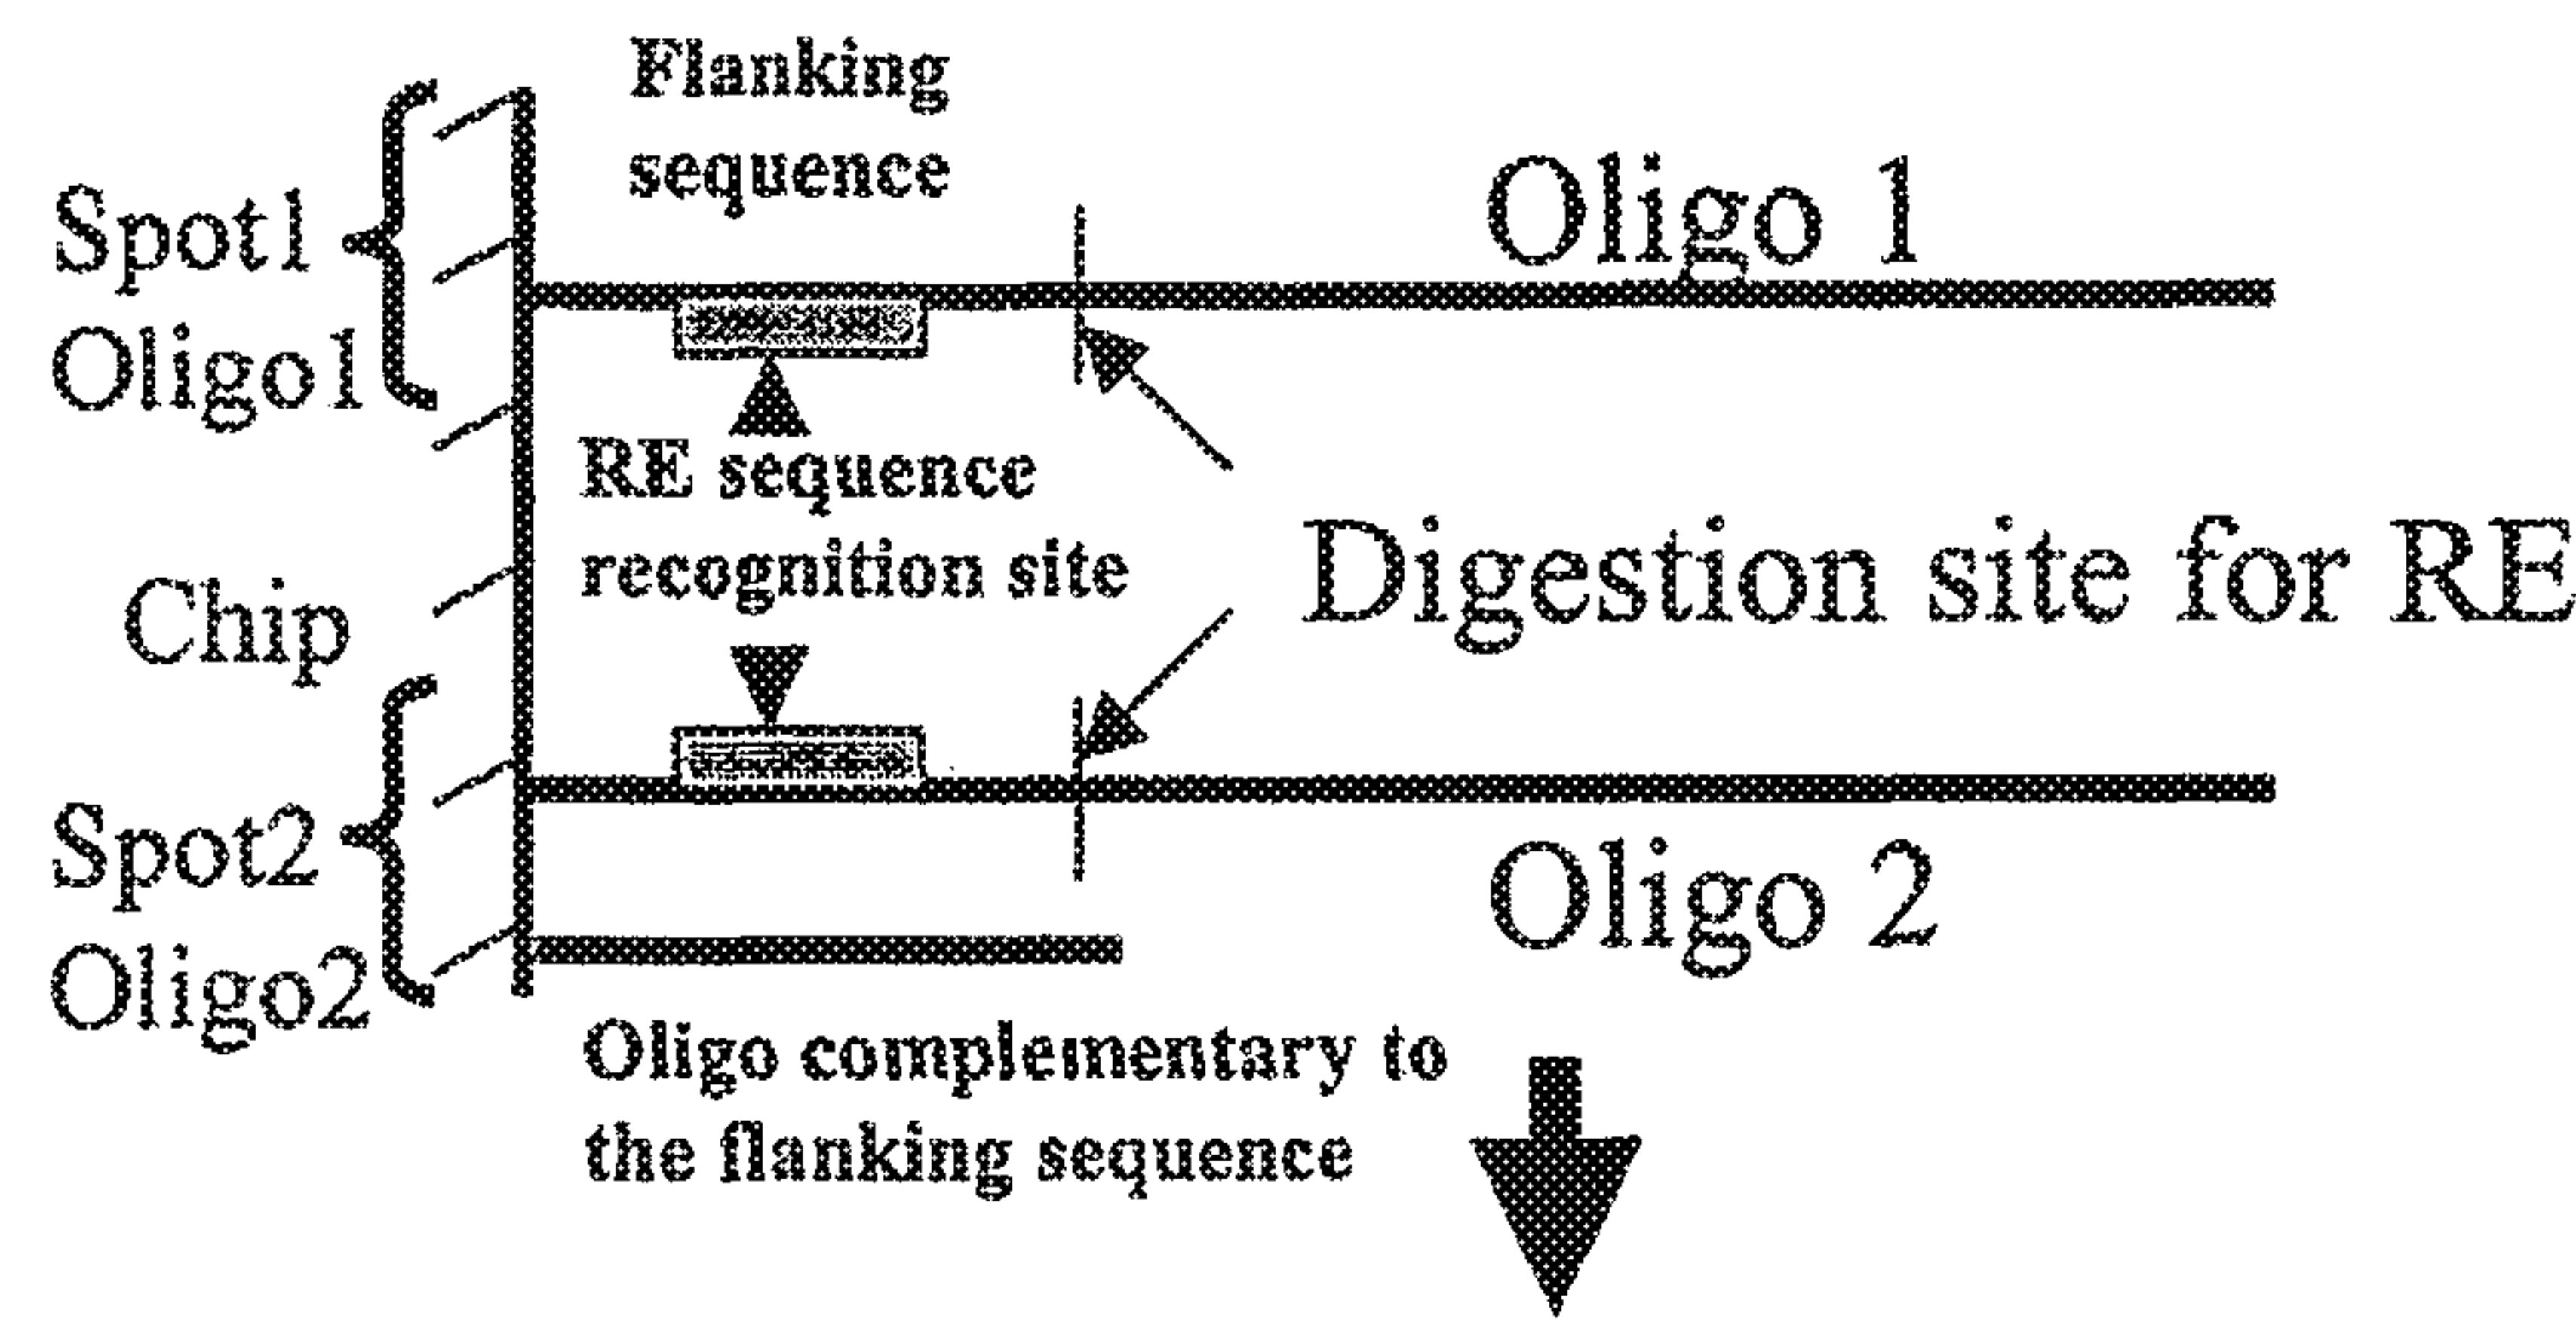 Flanking
sequence
Spot1
Oligo1
Oligo 1
RE sequence
recognition site
Digestion site for RE
Chip
Spot2
Oligo2
Oligo 2
Oligo complementary to
the flanking sequence